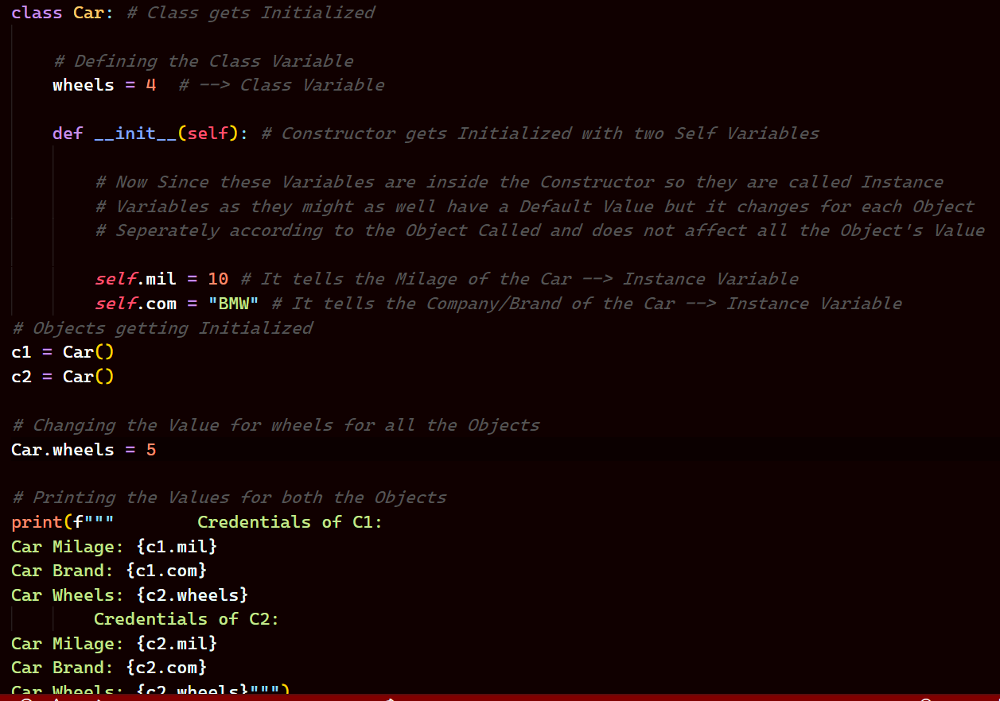 class Car: # Class gets Initialized
# Defining the Class Variable
wheels = 4  # --> Class Variable
def __init__(self): # Constructor gets Initialized with two Self Variables
# Now Since these Variables are inside the Constructor so they are called Instance
# Variables as they might as well have a Default Value but it changes for each Object
# Seperately according to the Object Called and does not affect all the Object's Value
self.mil = 10 # It tells the Milage of the Car --> Instance Variable
self.com = "BMW" # It tells the Company/Brand of the Car --> Instance Variable
# Objects getting Initialized
c1 = Car()
c2 = Car()
# Changing the Value for wheels for all the Objects
Car.wheels = 5
# Printing the Values for both the Objects
print(f"""        Credentials of C1:
Car Milage: {c1.mil}
Car Brand: {c1.com}
Car Wheels: {c2.wheels}
Credentials of C2:
Car Milage: {c2.mil}
Car Brand: {c2.com}
Car Wheels: {c2.wheels}""")